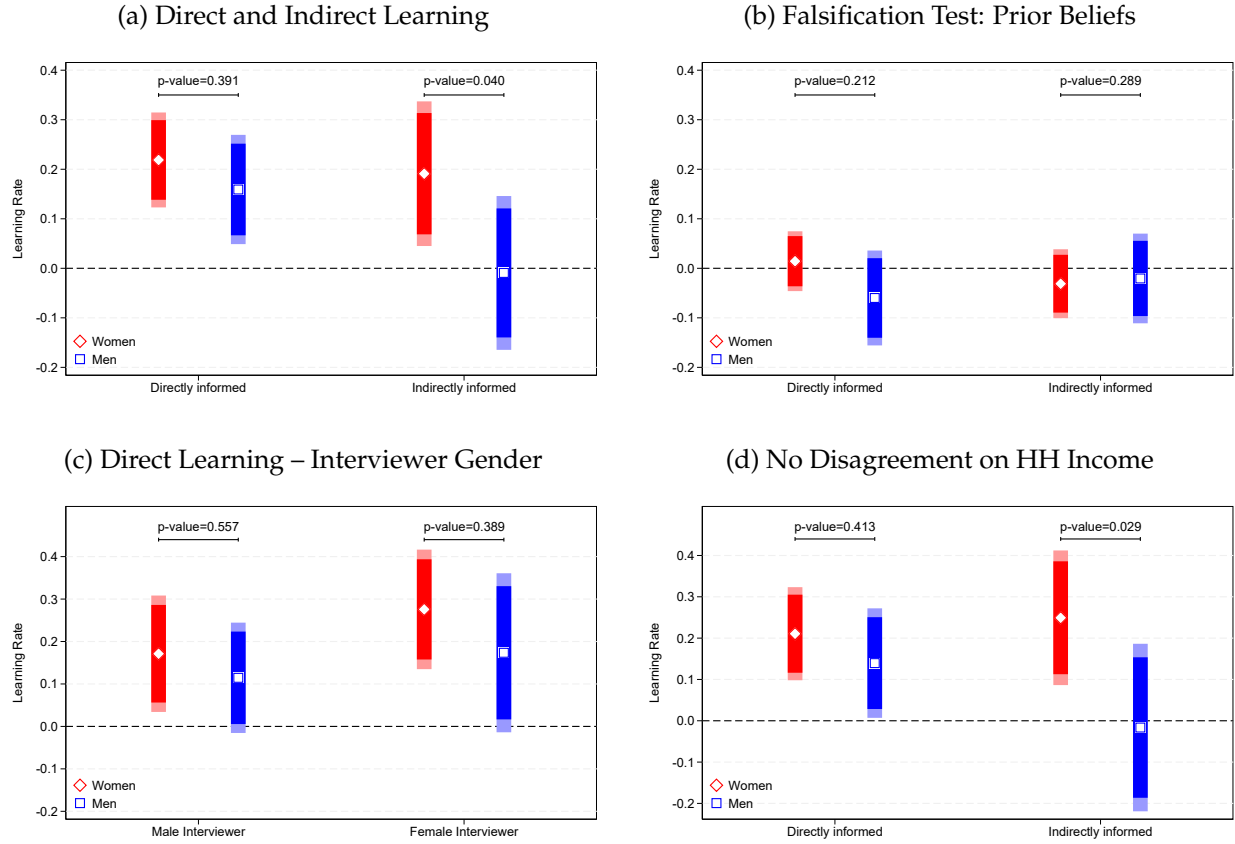 (a) Direct and Indirect Learning
p-value=0.391
p-value=0.040
0.4
0.3
0.2
0.1
0.0
-0.1
-0.2
Learning Rate
Women
Men
Directly informed
Indirectly informed
(b) Falsification Test: Prior Beliefs
p-value=0.212
p-value=0.289
0.4
0.3
0.2
0.1
0.0
-0.1
-0.2
Learning Rate
Women
Men
Directly informed
Indirectly informed
(c) Direct Learning – Interviewer Gender
p-value=0.557
p-value=0.389
0.4
0.3
0.2
0.1
0.0
-0.1
-0.2
Learning Rate
Women
Men
Male Interviewer
Female Interviewer
(d) No Disagreement on HH Income
p-value=0.413
p-value=0.029
0.4
0.3
0.2
0.1
0.0
-0.1
-0.2
Learning Rate
Women
Men
Directly informed
Indirectly informed